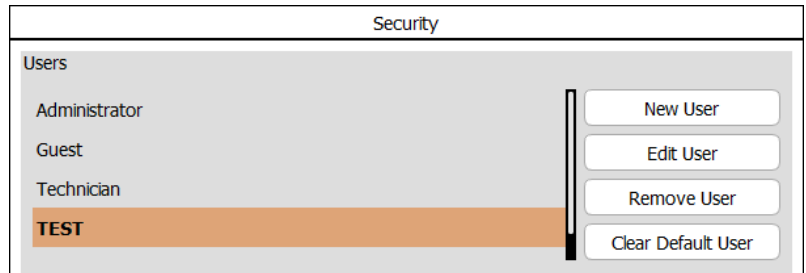 Security
Users
Administrator
Guest
Technician
TEST
New User
Edit User
Remove User
Clear Default User